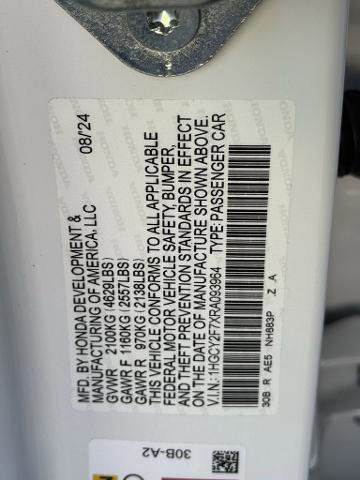 MFD. BY HONDA DEVELOPMENT & 08/24
MANUFACTURING OF AMERICA, LLC
GVWR 2100KG (4629LBS)
GAWR F 1160KG (2557LBS)
GAWR R 970KG (2138LBS)
THIS VEHICLE CONFORMS TO ALL APPLICABLE
FEDERAL MOTOR VEHICLE SAFETY, BUMPER,
AND THEFT PREVENTION STANDARDS IN EFFECT
ON THE DATE OF MANUFACTURE SHOWN ABOVE.
V.I.N: 1HGCY2F7XRA093964 TYPE: PASSENGER CAR
30B R AE5 NH883P Z A
30B-A2